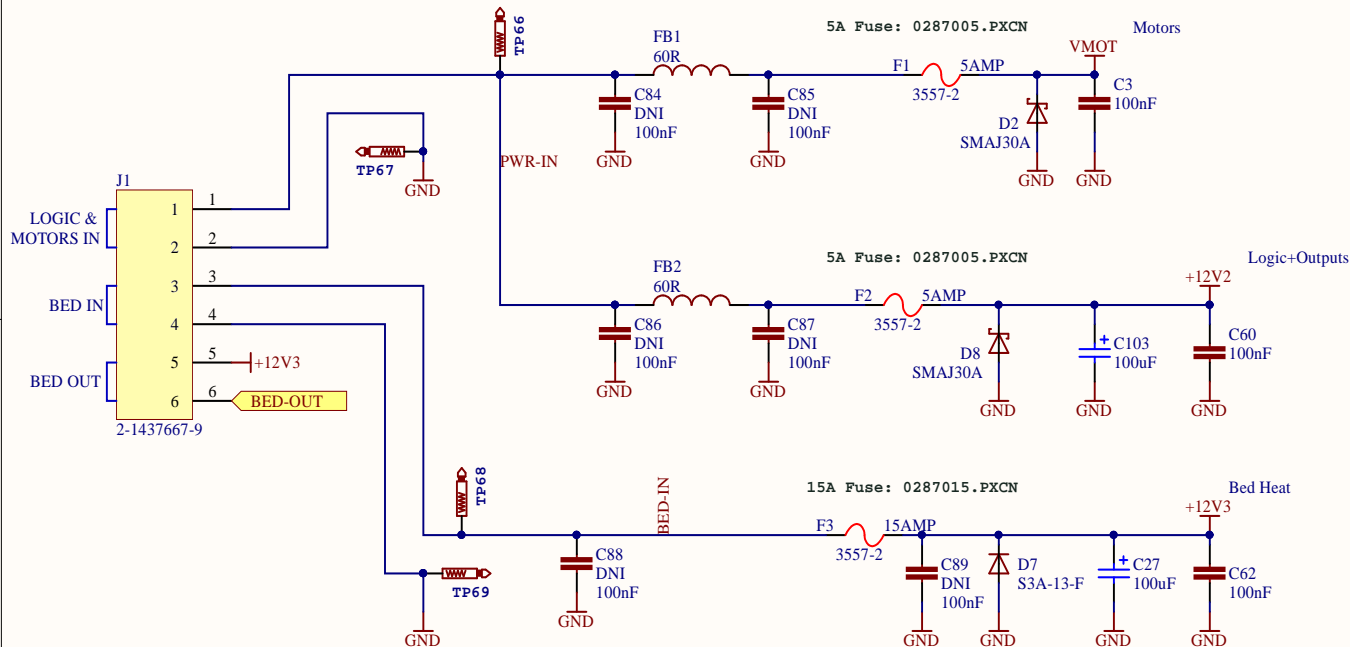 5A Fuse: 0287005.PXCN
Motors
TP66
FB1
60R
F1
5AMP
3557-2
VMOT
C84
DNI
100nF
GND
C85
DNI
100nF
GND
D2
SMAJ30A
GND
C3
100nF
GND
PWR-IN
TP67
GND
J1
LOGIC &
MOTORS IN
BED IN
BED OUT
1
2
3
4
5
6
1
2
3
4
5
6
+12V3
BED-OUT
2-1437667-9
5A Fuse: 0287005.PXCN
Logic+Outputs
FB2
60R
F2
5AMP
3557-2
+12V2
C86
DNI
100nF
GND
C87
DNI
100nF
GND
D8
SMAJ30A
GND
+
C103
100uF
GND
C60
100nF
GND
TP68
BED-IN
15A Fuse: 0287015.PXCN
Bed Heat
F3
15AMP
3557-2
+12V3
TP69
GND
C88
DNI
100nF
GND
C89
DNI
100nF
GND
D7
S3A-13-F
GND
+
C27
100uF
GND
C62
100nF
GND